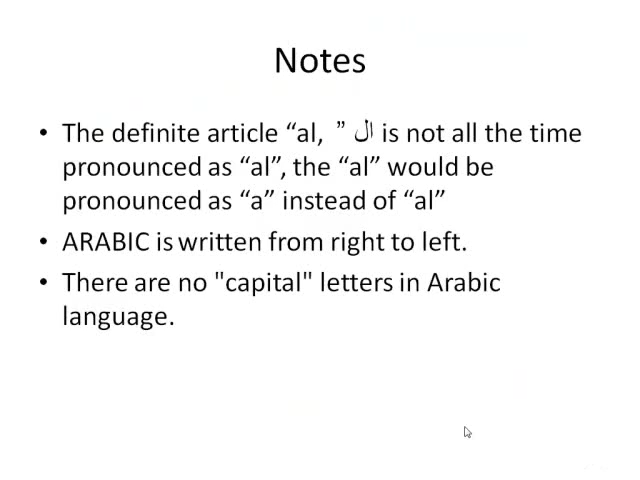 Notes
• The definite article “al, ” ال is not all the time
pronounced as “al”, the “al” would be
pronounced as “a” instead of “al”
• ARABIC is written from right to left.
• There are no "capital" letters in Arabic
language.